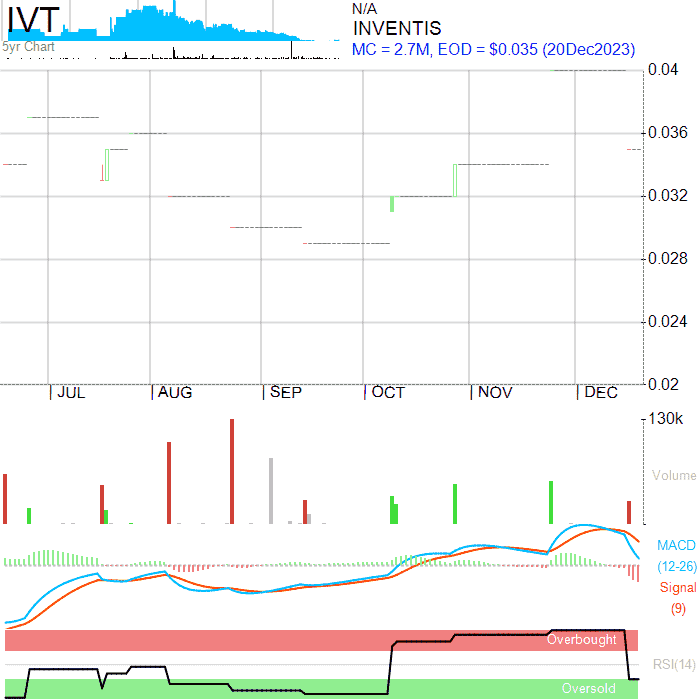 IVT
N/A
INVENTIS
5yr Chart
MC = 2.7M, EOD = $0.035 (20Dec2023)
0.04
0.036
0.032
0.028
0.024
0.02
JUL AUG SEP OCT NOV DEC
130k
Volume
MACD
(12-26)
Signal
(9)
Overbought
RSI(14)
Oversold